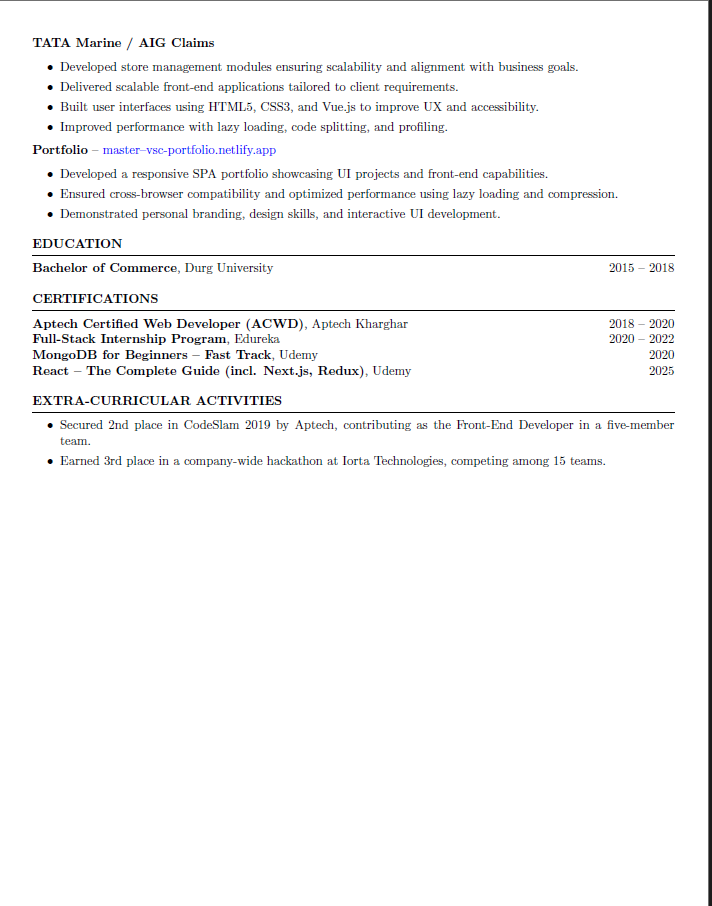 TATA Marine / AIG Claims
• Developed store management modules ensuring scalability and alignment with business goals.
• Delivered scalable front-end applications tailored to client requirements.
• Built user interfaces using HTML5, CSS3, and Vue.js to improve UX and accessibility.
• Improved performance with lazy loading, code splitting, and profiling.
Portfolio – master–vsc-portfolio.netlify.app
• Developed a responsive SPA portfolio showcasing UI projects and front-end capabilities.
• Ensured cross-browser compatibility and optimized performance using lazy loading and compression.
• Demonstrated personal branding, design skills, and interactive UI development.
EDUCATION
Bachelor of Commerce, Durg University 2015 – 2018
CERTIFICATIONS
Aptech Certified Web Developer (ACWD), Aptech Kharghar 2018 – 2020
Full-Stack Internship Program, Edureka 2020 – 2022
MongoDB for Beginners – Fast Track, Udemy 2020
React – The Complete Guide (incl. Next.js, Redux), Udemy 2025
EXTRA-CURRICULAR ACTIVITIES
• Secured 2nd place in CodeSlam 2019 by Aptech, contributing as the Front-End Developer in a five-member
team.
• Earned 3rd place in a company-wide hackathon at Iorta Technologies, competing among 15 teams.